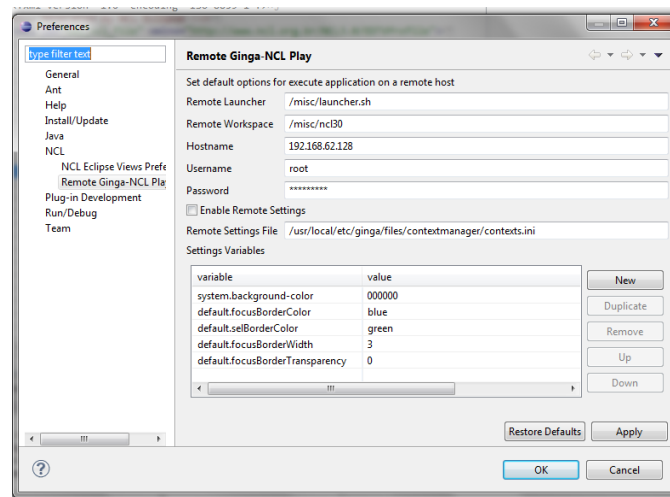 Preferences
type filter text
General
Ant
Help
Install/Update
Java
NCL
NCL Eclipse Views Prefe
Remote Ginga-NCL Pla
Plug-in Development
Run/Debug
Team
Remote Ginga-NCL Play
Set default options for execute application on a remote host
Remote Launcher /misc/launcher.sh
Remote Workspace /misc/ncl30
Hostname 192.168.62.128
Username root
Password *********
Enable Remote Settings
Remote Settings File /usr/local/etc/ginga/files/contextmanager/contexts.ini
Settings Variables
variable value
system.background-color 000000
default.focusBorderColor blue
default.selBorderColor green
default.focusBorderWidth 3
default.focusBorderTransparency 0
New
Duplicate
Remove
Up
Down
Restore Defaults Apply
OK Cancel